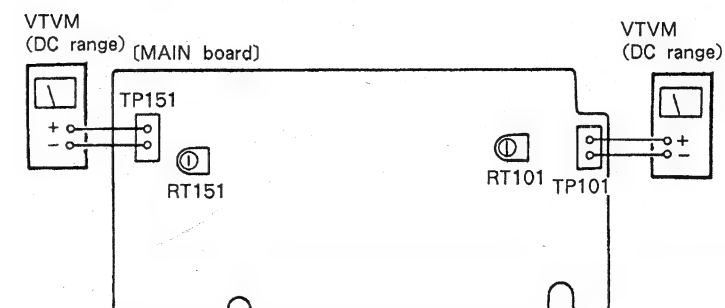 VTVM
(DC range)
[MAIN board]
VTVM
(DC range)
TP151
+
−
+
−
RT151
RT101
TP101